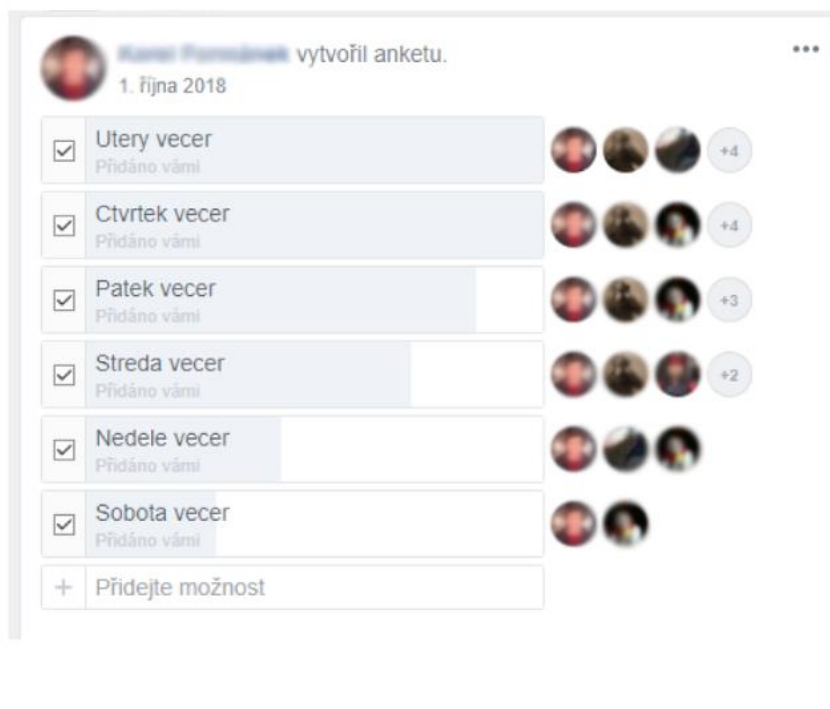 vytvořil anketu.
1. října 2018
Utery vecer
Přidáno vámi
+4
Ctvrtek vecer
Přidáno vámi
+4
Patek vecer
Přidáno vámi
+3
Streda vecer
Přidáno vámi
+2
Nedele vecer
Přidáno vámi
Sobota vecer
Přidáno vámi
+ Přidejte možnost